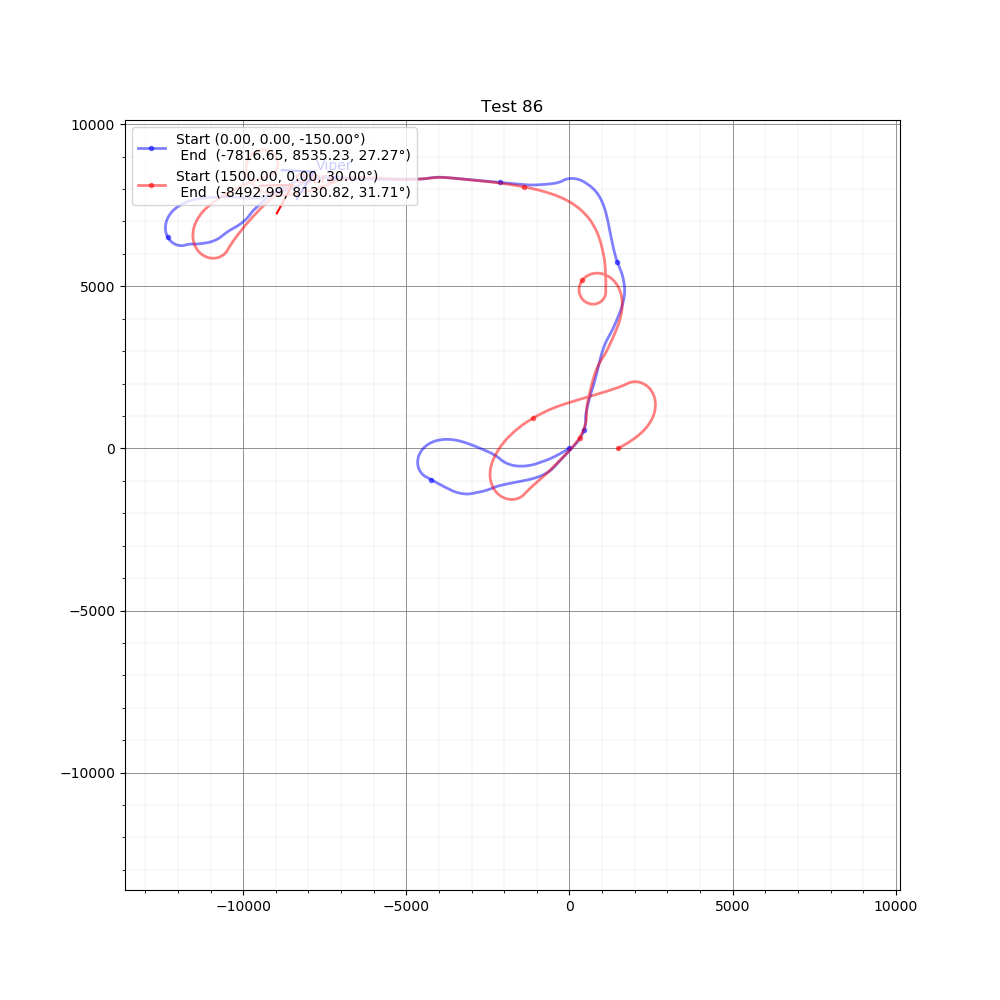 Test 86
Start (0.00, 0.00, -150.00°)
End  (-7816.65, 8535.23, 27.27°)
Start (1500.00, 0.00, 30.00°)
End  (-8492.99, 8130.82, 31.71°)
Viper
10000
5000
0
−5000
−10000
−10000
−5000
0
5000
10000